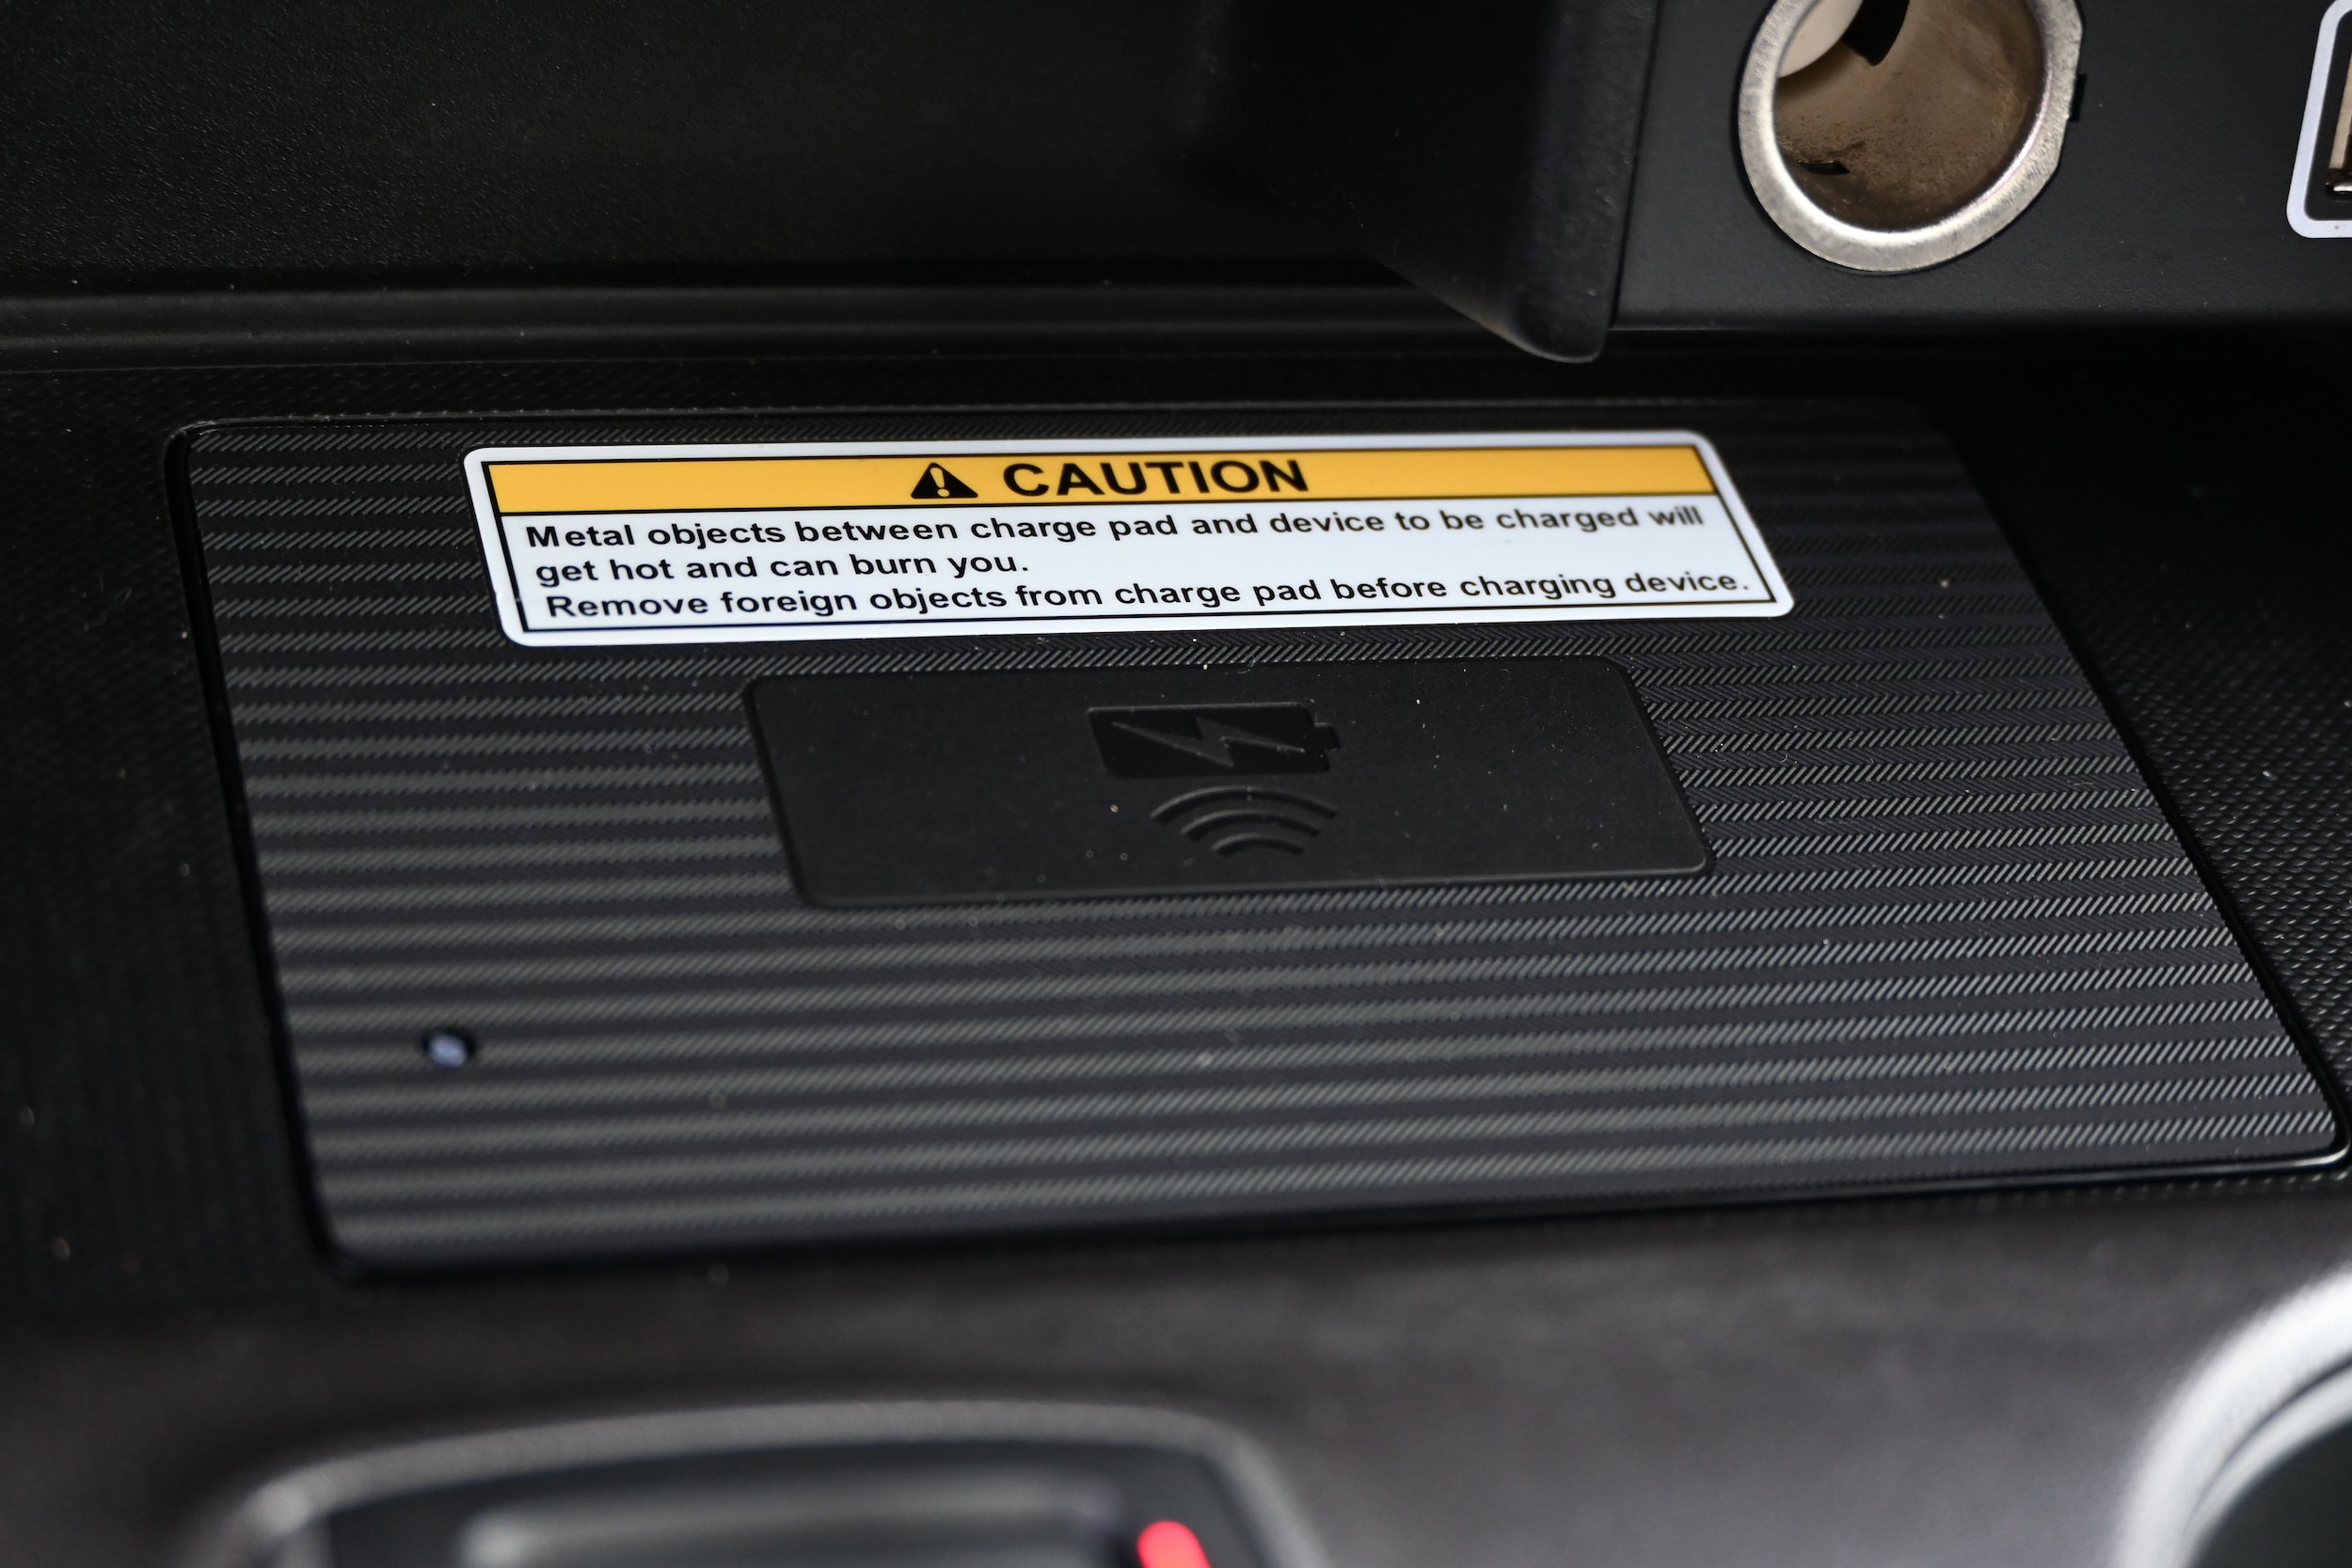 CAUTION
Metal objects between charge pad and device to be charged will
get hot and can burn you.
Remove foreign objects from charge pad before charging device.